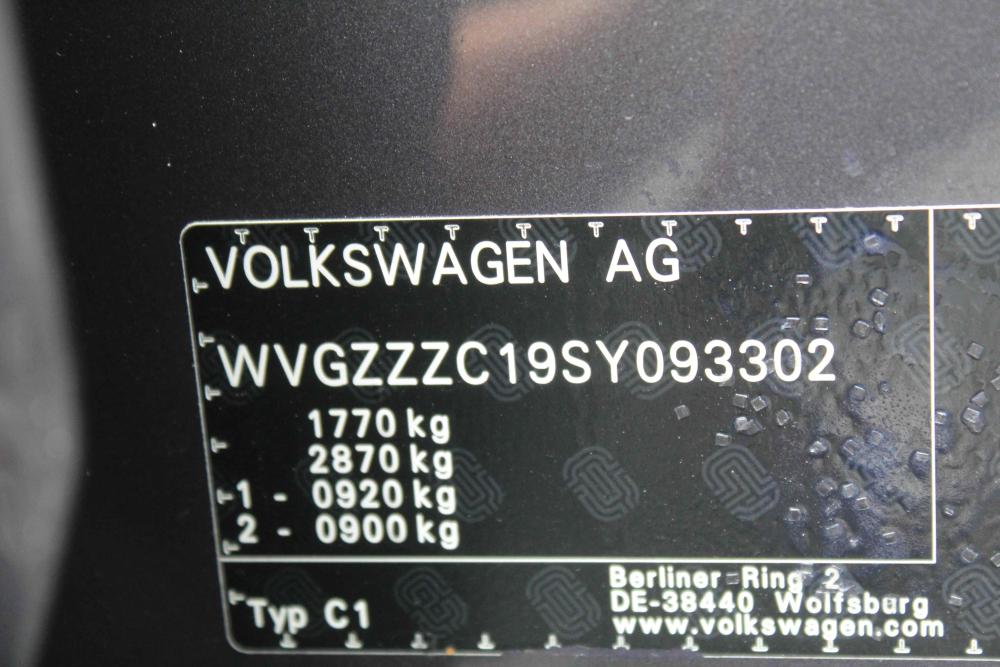 VOLKSWAGEN AG
WVGZZZC19SY093302
1770 kg
2870 kg
1 - 0920 kg
2 - 0900 kg
Typ C1
Berliner Ring 2
DE-38440 Wolfsburg
www.volkswagen.com